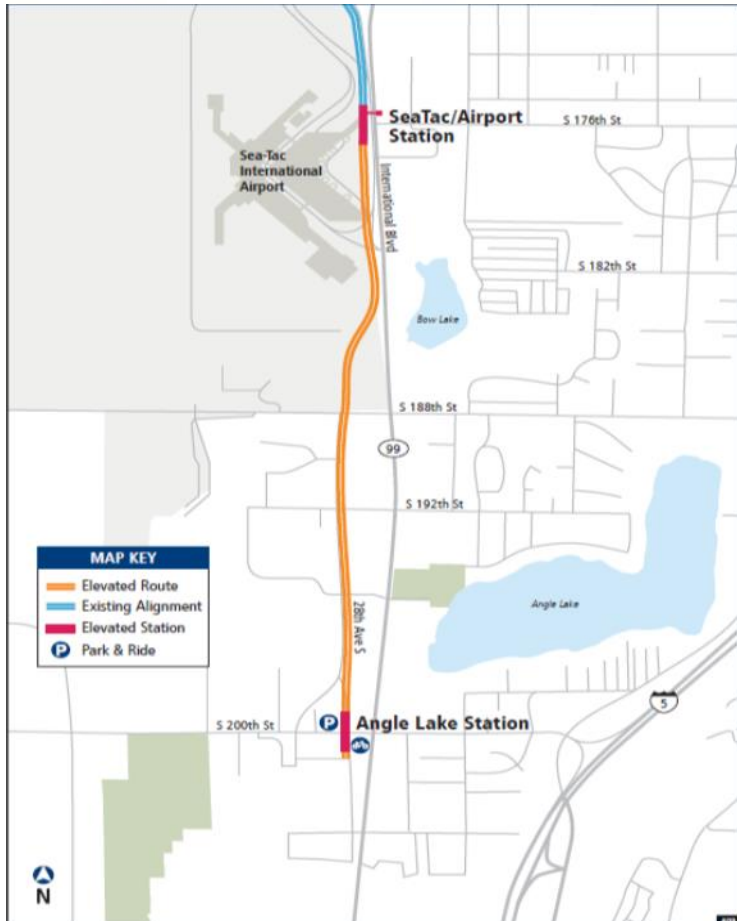 SeaTac/Airport
Station
S 176th St
Sea-Tac
International
Airport
International Blvd
S 182th St
Bow Lake
S 188th St
99
S 192th St
MAP KEY
Elevated Route
Existing Alignment
Elevated Station
P Park & Ride
Angle Lake
28th Ave S
5
S 200th St
P
Angle Lake Station
N